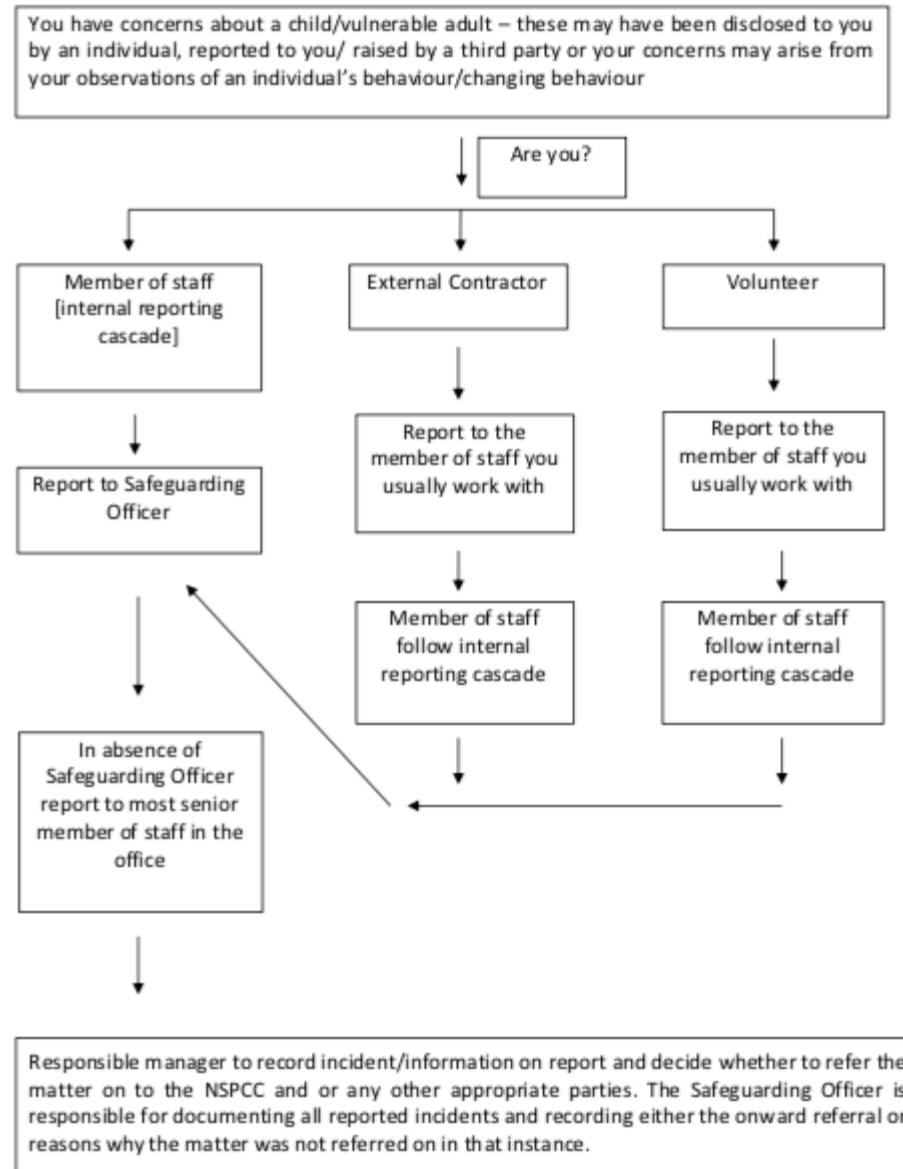 You have concerns about a child/vulnerable adult – these may have been disclosed to you
by an individual, reported to you/ raised by a third party or your concerns may arise from
your observations of an individual's behaviour/changing behaviour
Are you?
Member of staff
[internal reporting
cascade]
External Contractor
Volunteer
Report to Safeguarding
Officer
Report to the
member of staff you
usually work with
Report to the
member of staff you
usually work with
Member of staff
follow internal
reporting cascade
Member of staff
follow internal
reporting cascade
In absence of
Safeguarding Officer
report to most senior
member of staff in the
office
Responsible manager to record incident/information on report and decide whether to refer the
matter on to the NSPCC and or any other appropriate parties. The Safeguarding Officer is
responsible for documenting all reported incidents and recording either the onward referral or
reasons why the matter was not referred on in that instance.